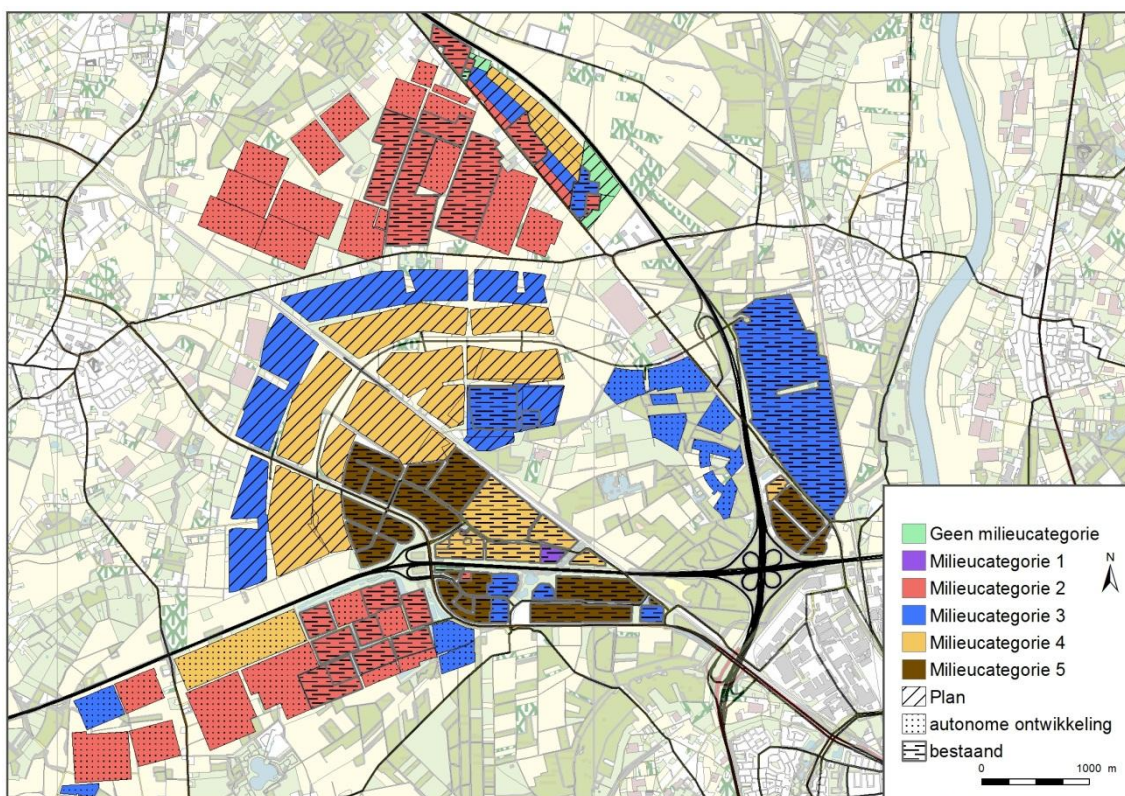 Geen milieucategorie
Milieucategorie 1
Milieucategorie 2
Milieucategorie 3
Milieucategorie 4
Milieucategorie 5
Plan
autonome ontwikkeling
bestaand
N
0 1000 m